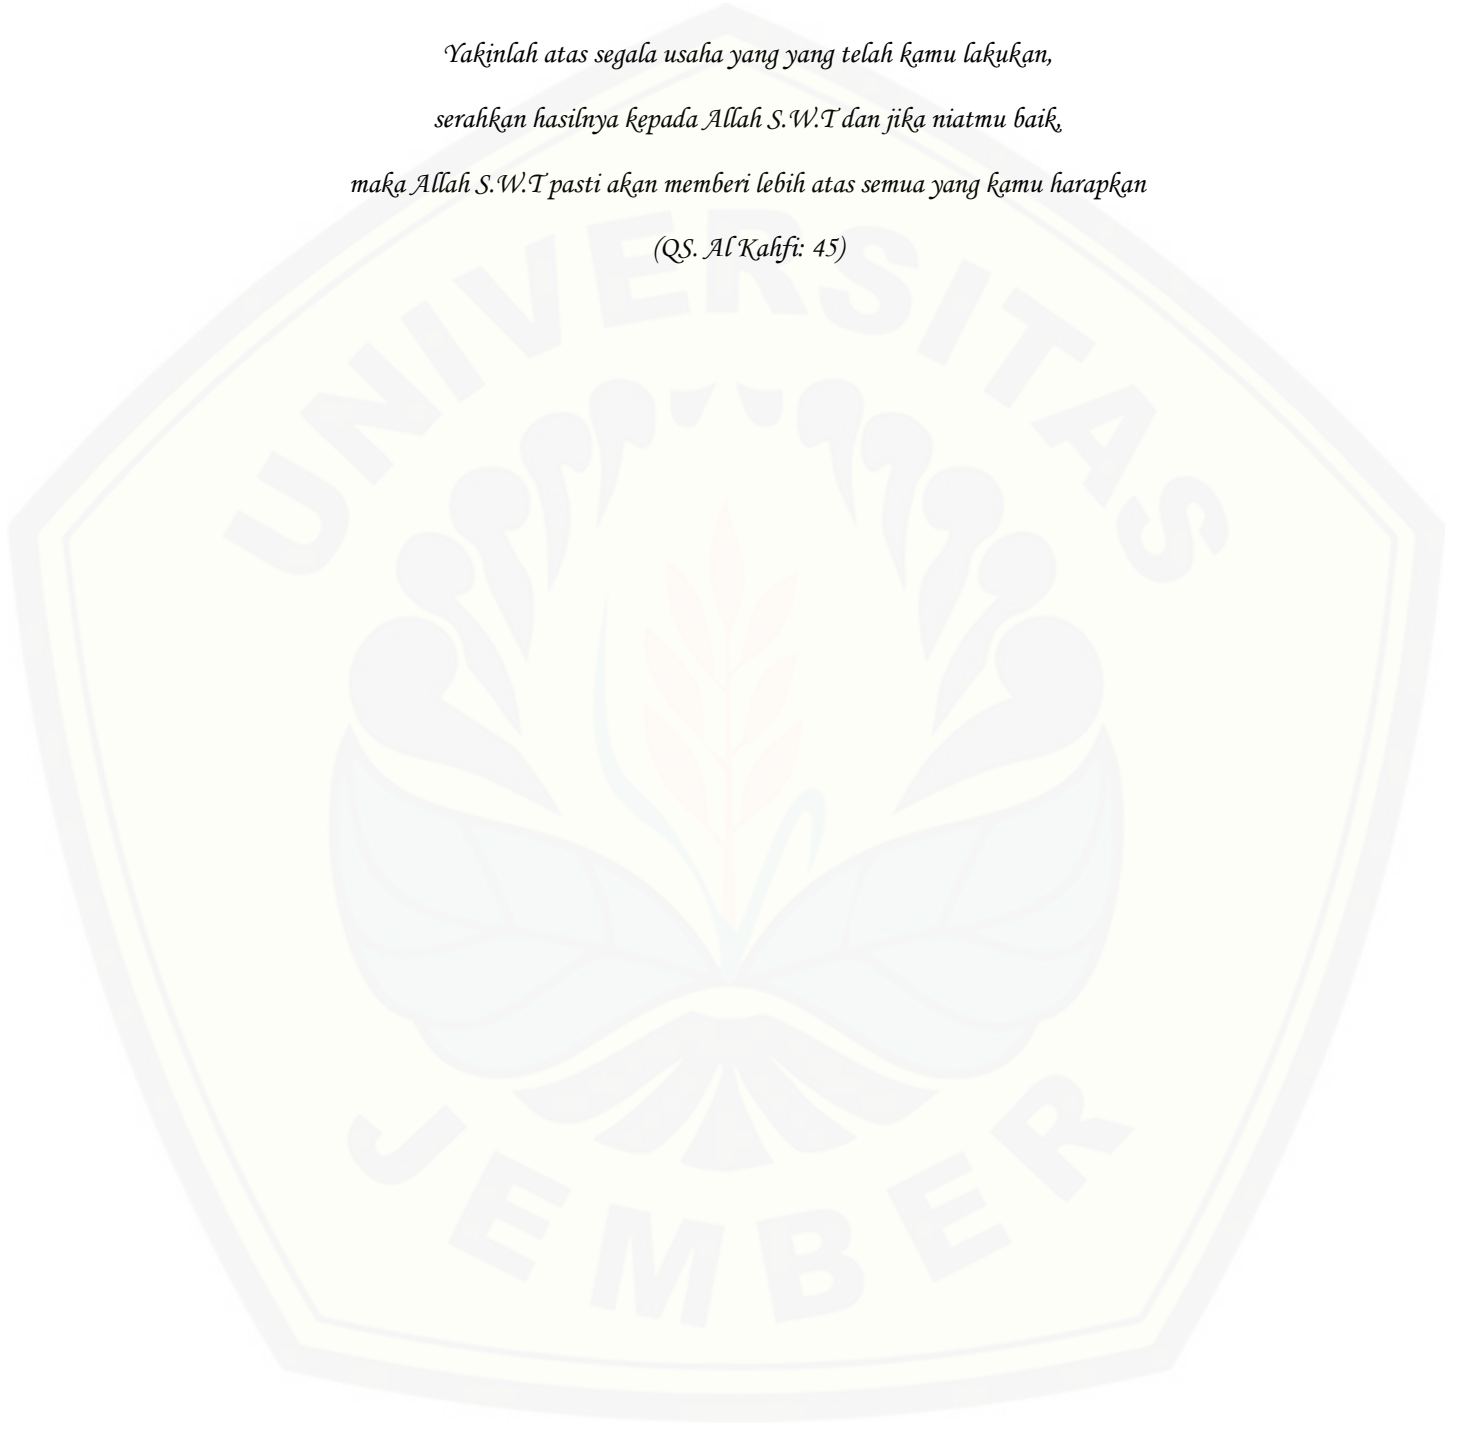 Yakinlah atas segala usaha yang yang telah kamu lakukan,
serahkan hasilnya kepada Allah S.W.T dan jika niatmu baik,
maka Allah S.W.T pasti akan memberi lebih atas semua yang kamu harapkan
(QS. Al Kahfi: 45)
UNIVERSITAS
JEMBER